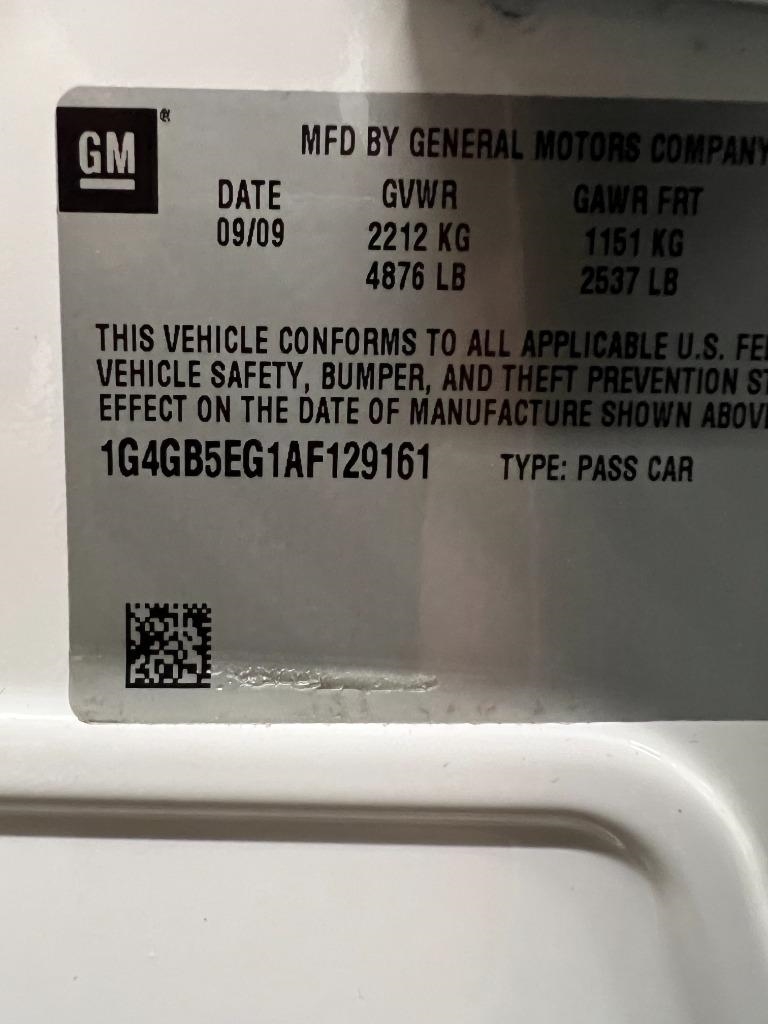 GM
MFD BY GENERAL MOTORS COMPANY
DATE GVWR GAWR FRT
09/09 2212 KG 1151 KG
4876 LB 2537 LB
THIS VEHICLE CONFORMS TO ALL APPLICABLE U.S.
VEHICLE SAFETY, BUMPER, AND THEFT PREVENTION
EFFECT ON THE DATE OF MANUFACTURE SHOWN
1G4GB5EG1AF129161 TYPE: PASS CAR